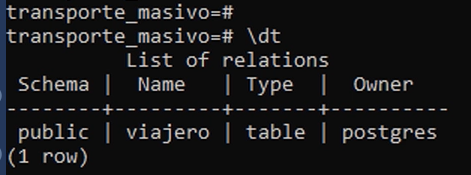 transporte_masivo=#
transporte_masivo=# \dt
List of relations
Schema | Name | Type | Owner
--------+---------+-------+----------
public | viajero | table | postgres
(1 row)